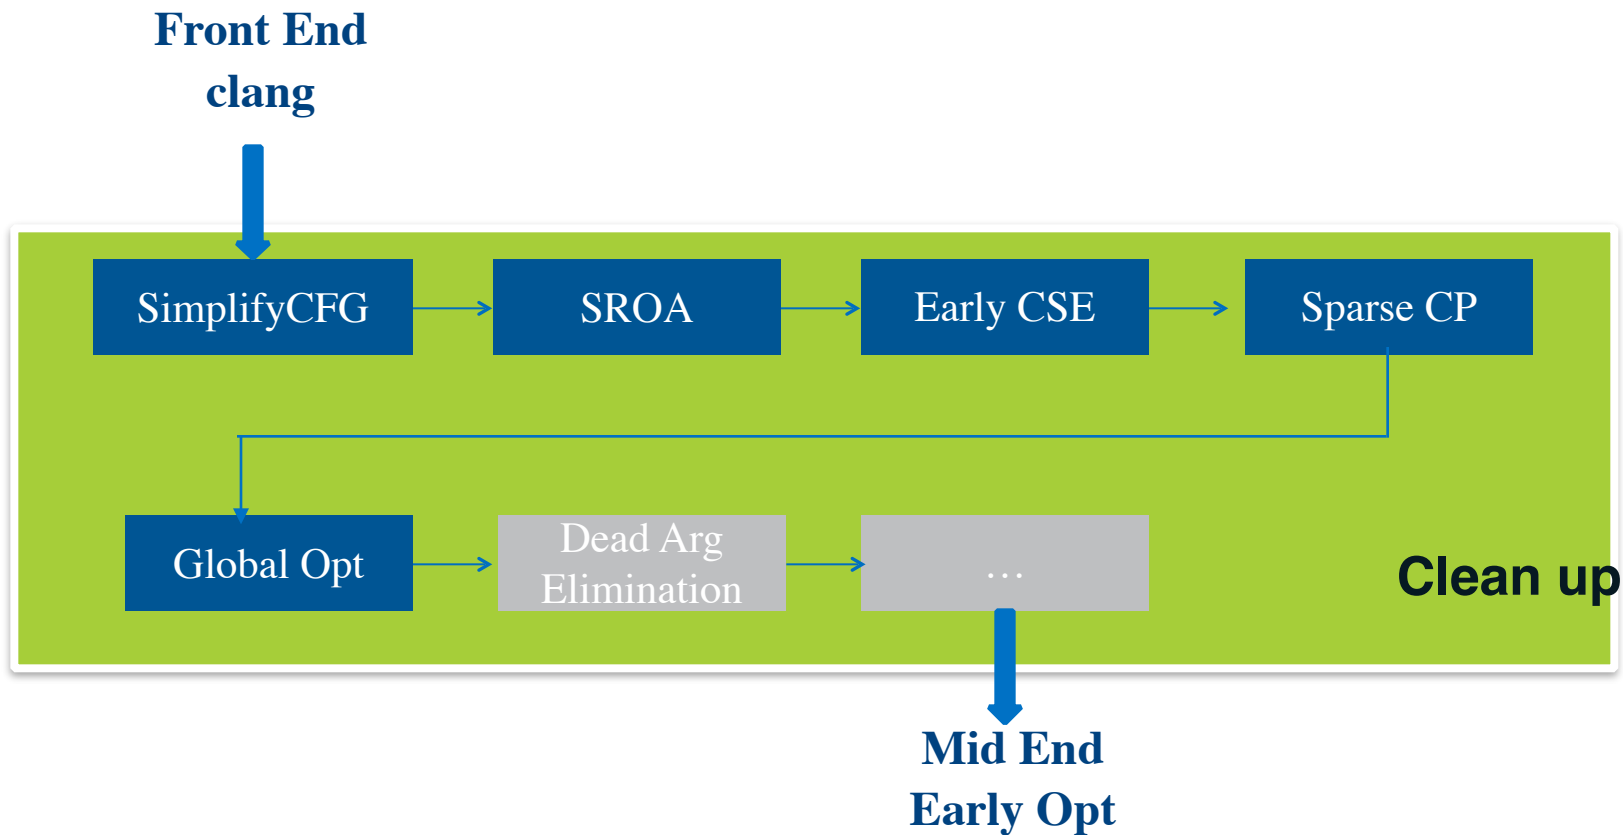 Front End
clang
SimplifyCFG
SROA
Early CSE
Sparse CP
Global Opt
Dead Arg
Elimination
...
Clean up
Mid End
Early Opt